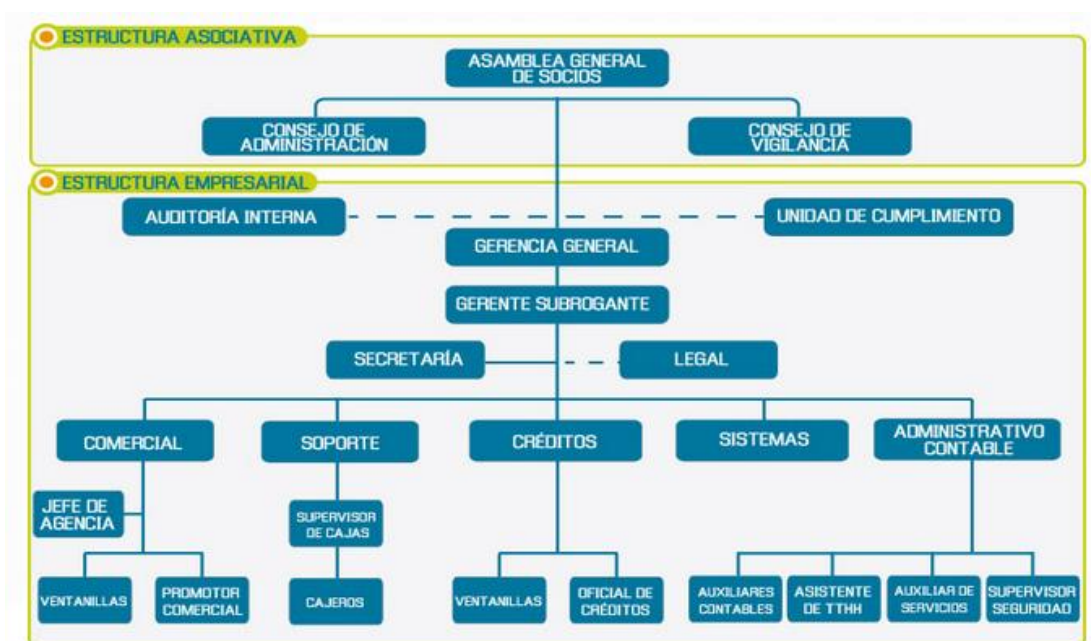 ESTRUCTURA ASOCIATIVA
ASAMBLEA GENERAL
DE SOCIOS
CONSEJO DE
ADMINISTRACIÓN
CONSEJO DE
VIGILANCIA
ESTRUCTURA EMPRESARIAL
AUDITORÍA INTERNA
UNIDAD DE CUMPLIMIENTO
GERENCIA GENERAL
GERENTE SUBROGANTE
SECRETARÍA
LEGAL
COMERCIAL
SOPORTE
CRÉDITOS
SISTEMAS
ADMINISTRATIVO
CONTABLE
JEFE DE
AGENCIA
SUPERVISOR
DE CAJAS
VENTANILLAS
PROMOTOR
COMERCIAL
CAJEROS
VENTANILLAS
OFICIAL DE
CRÉDITOS
AUXILIARES
CONTABLES
ASISTENTE
DE TTHH
AUXILIAR DE
SERVICIOS
SUPERVISOR
SEGURIDAD